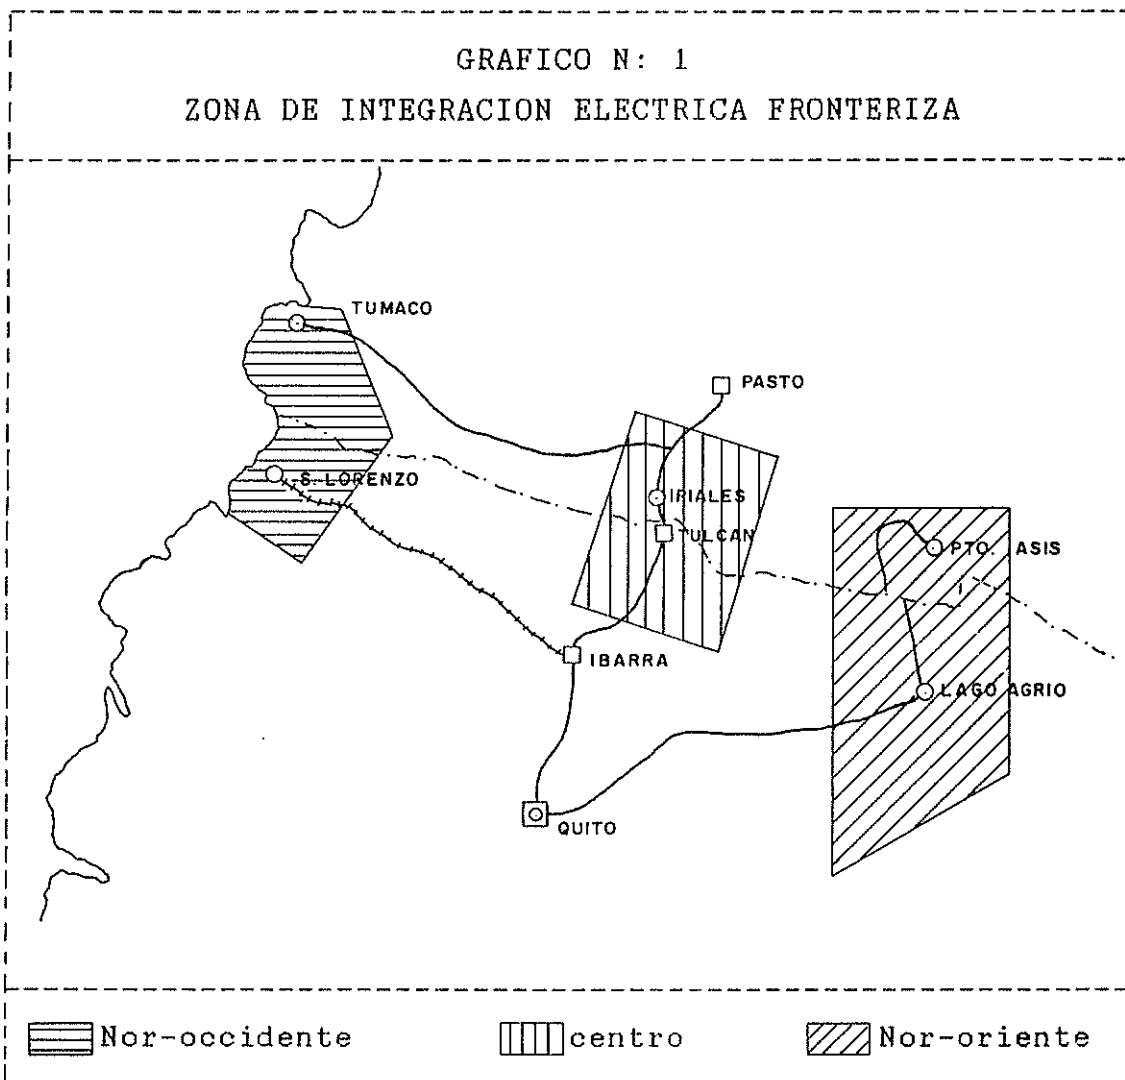 GRAFICO N: 1
ZONA DE INTEGRACION ELECTRICA FRONTERIZA
TUMACO
PASTO
S. LORENZO
IPIALES
TULCAN
PTO. ASIS
IBARRA
LAGO AGRIO
QUITO
Nor-occidente
centro
Nor-oriente